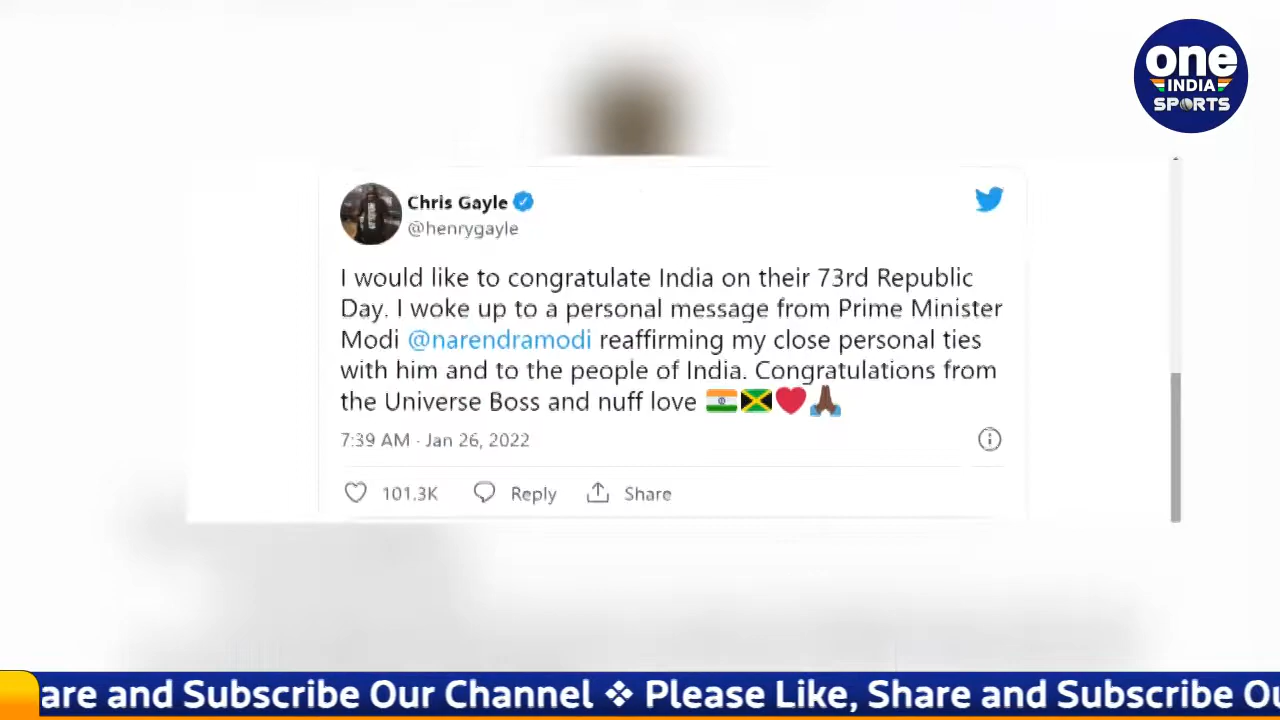 one
INDIA
SPORTS
Chris Gayle
@henrygayle
I would like to congratulate India on their 73rd Republic
Day. I woke up to a personal message from Prime Minister
Modi @narendramodi reaffirming my close personal ties
with him and to the people of India. Congratulations from
the Universe Boss and nuff love 🇮🇳🇯🇲❤️🙏🏾
7:39 AM · Jan 26, 2022
101.3K Reply Share
are and Subscribe Our Channel ❖ Please Like, Share and Subscribe Ou